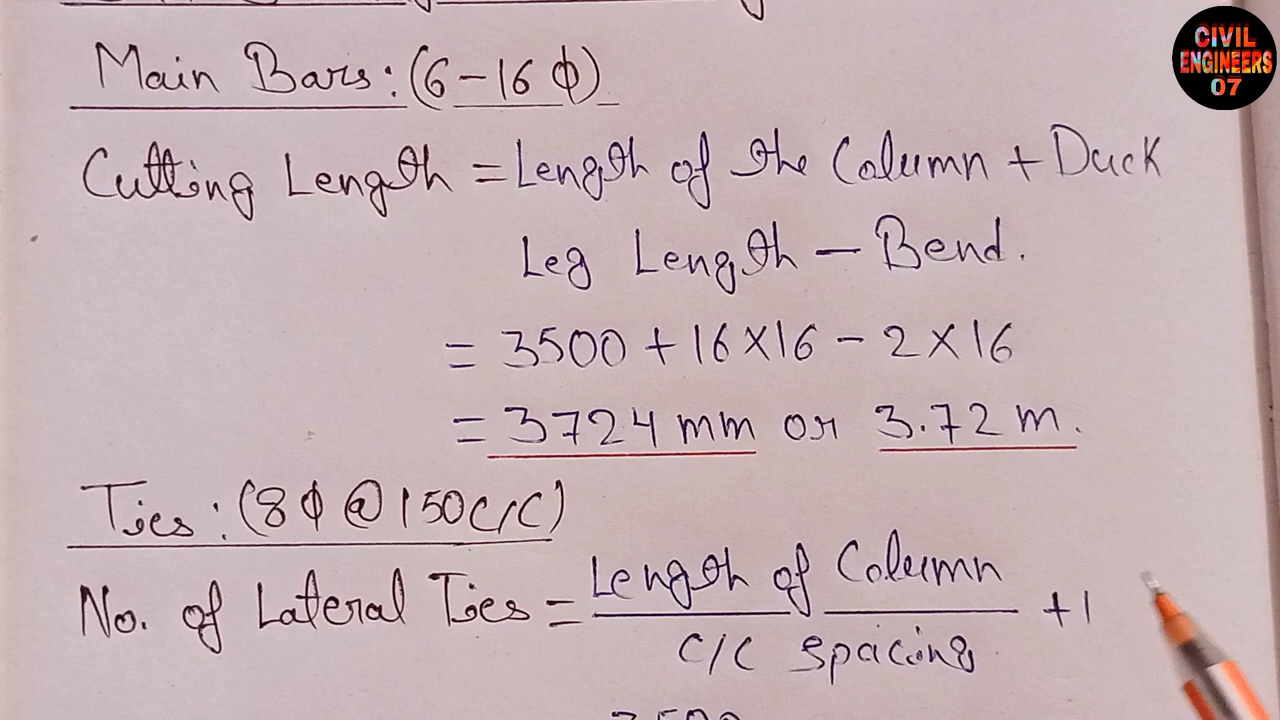 CIVIL
ENGINEERS
07
Main Bars: (6-16 ϕ)
Cutting Length = Length of the Column + Duck
Leg Length - Bend.
= 3500 + 16×16 - 2×16
= 3724 mm or 3.72 m.
Ties: (8 ϕ @ 150 C/C)
No. of Lateral Ties = Length of Column
+1
C/C spacing
3500